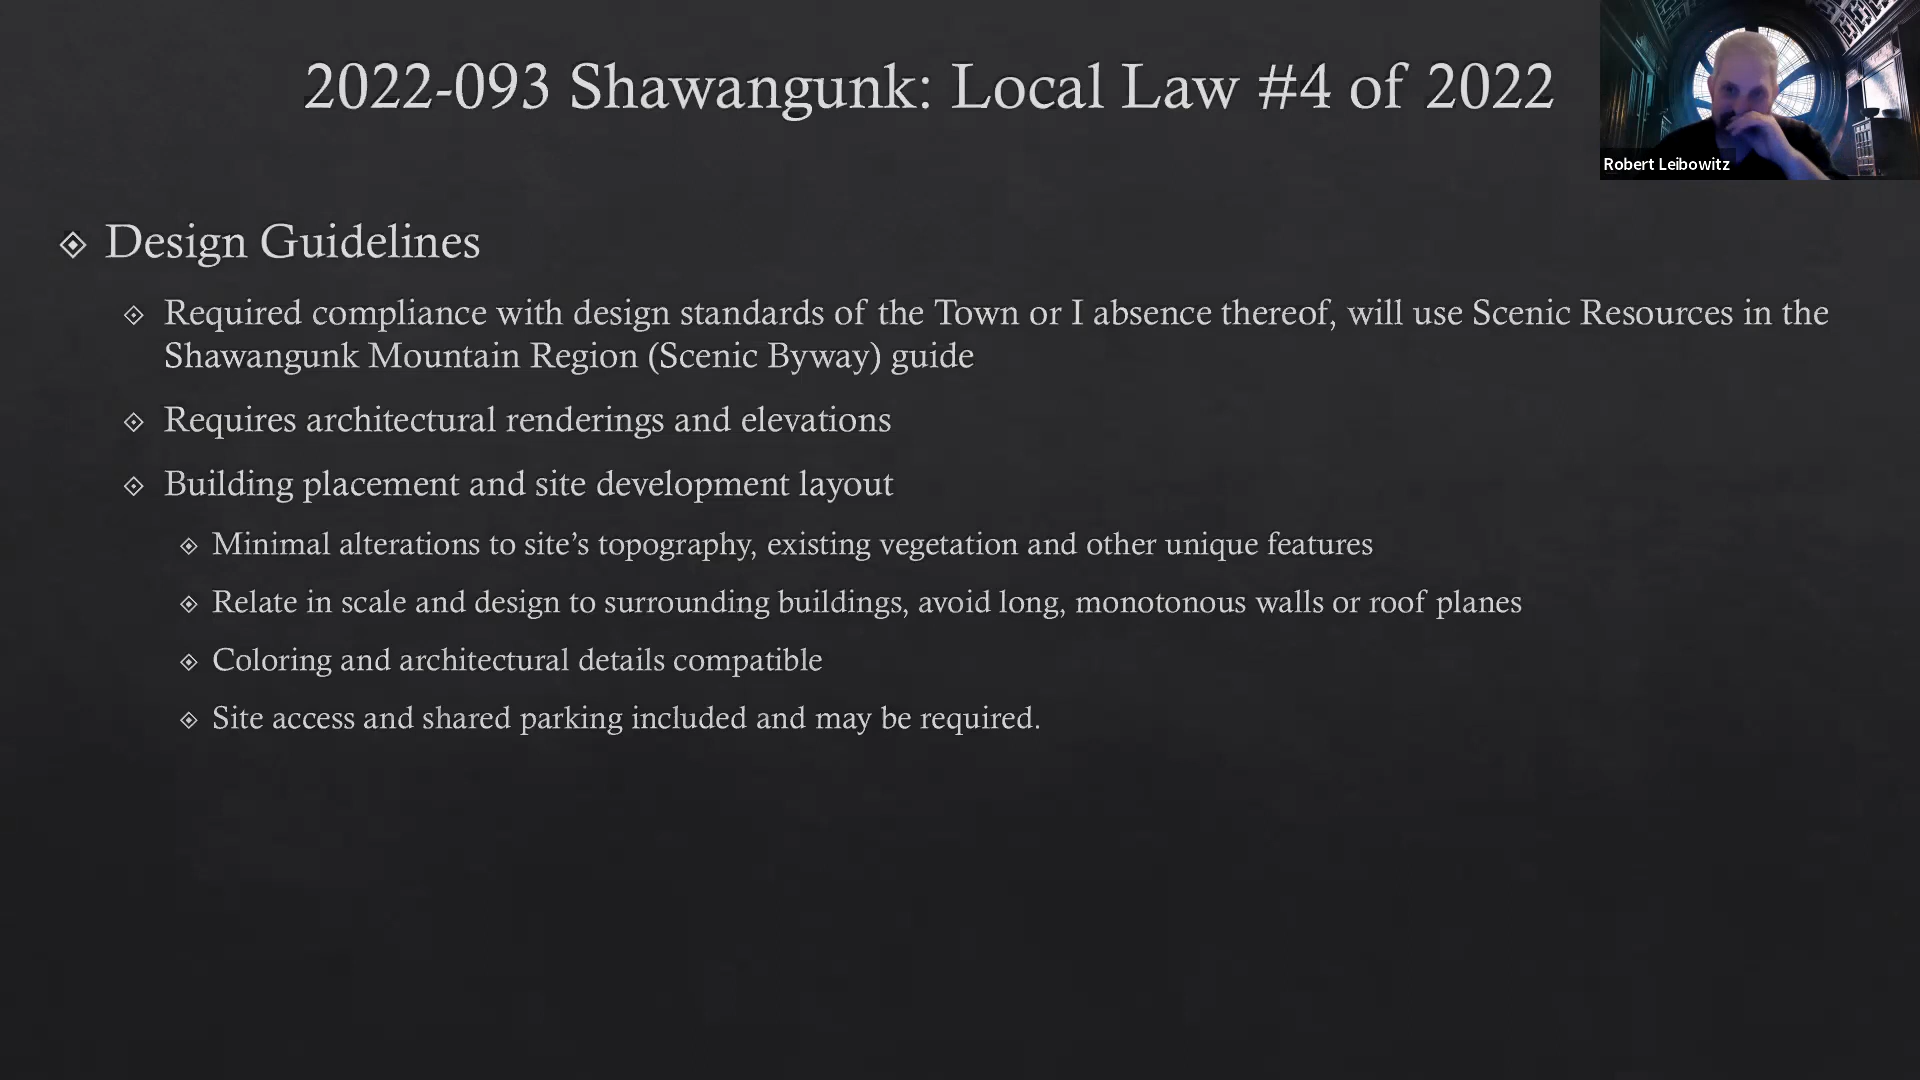 2022-093 Shawangunk: Local Law #4 of 2022
Robert Leibowitz
Design Guidelines
Required compliance with design standards of the Town or I absence thereof, will use Scenic Resources in the
Shawangunk Mountain Region (Scenic Byway) guide
Requires architectural renderings and elevations
Building placement and site development layout
Minimal alterations to site’s topography, existing vegetation and other unique features
Relate in scale and design to surrounding buildings, avoid long, monotonous walls or roof planes
Coloring and architectural details compatible
Site access and shared parking included and may be required.